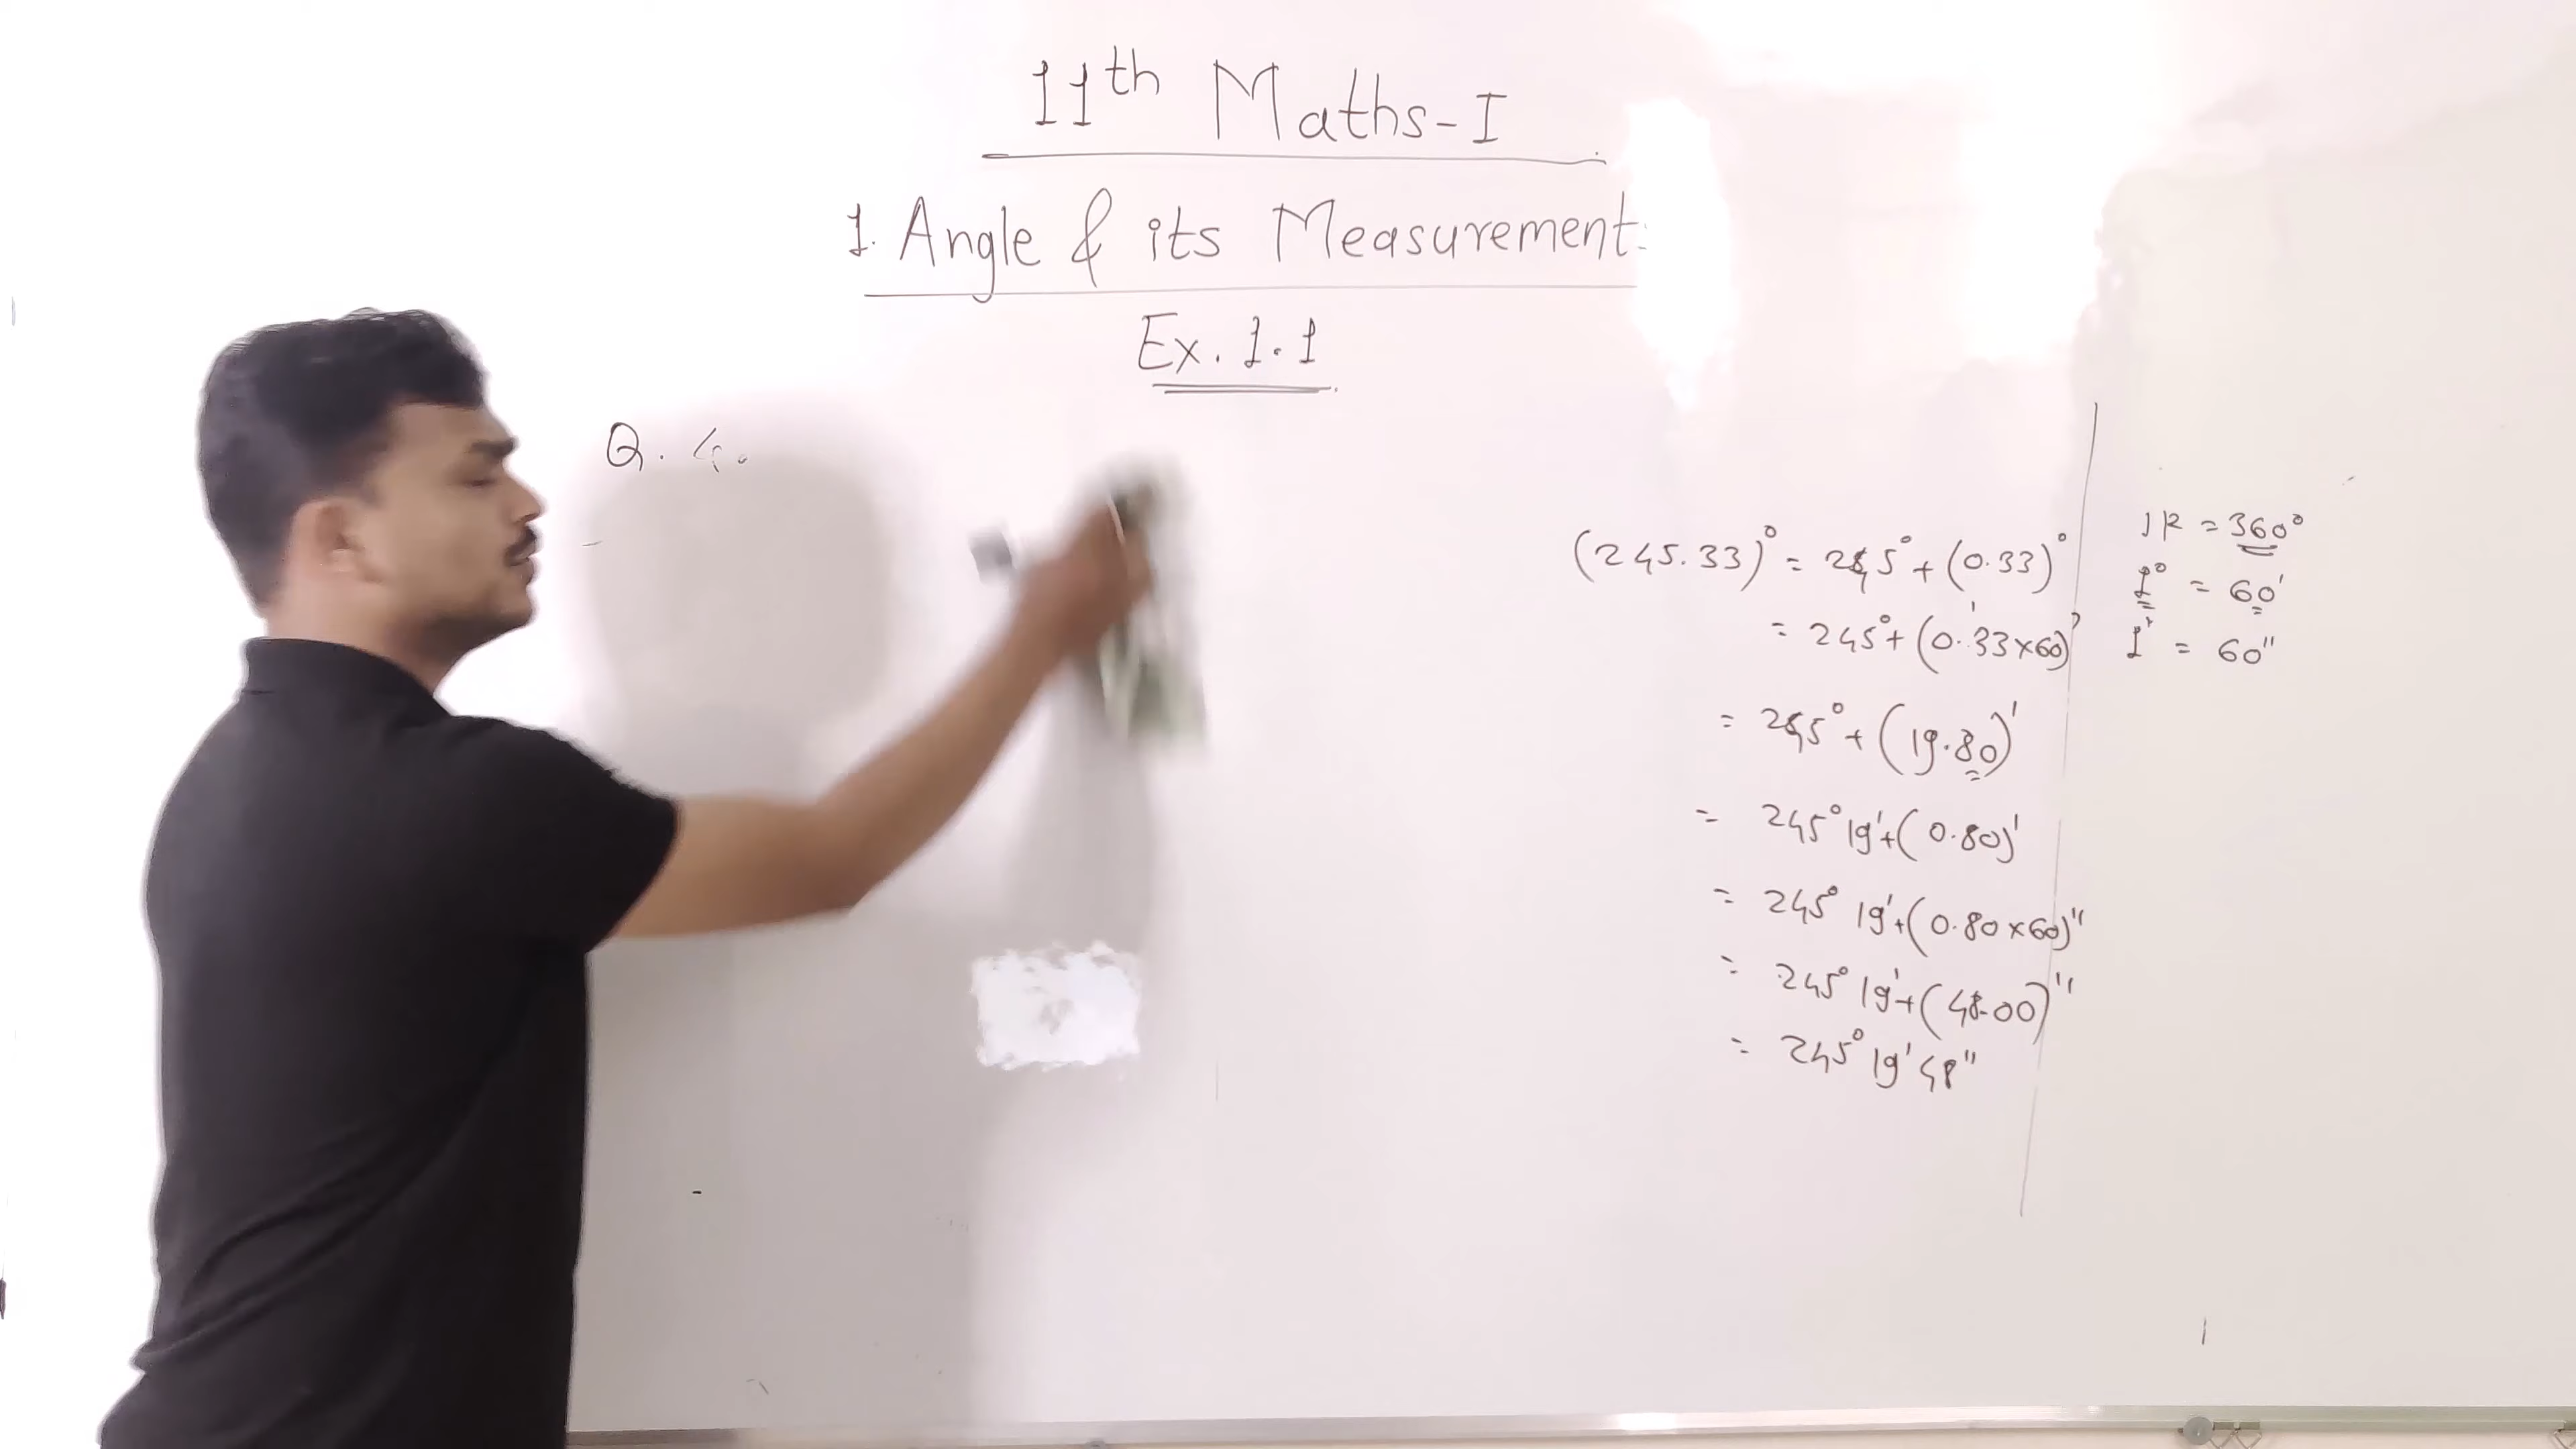 11th Maths-I
1. Angle & its Measurement:
Ex. 1.1
Q. 4.
(245.33)° = 245° + (0.33)°
= 245° + (0.33×60)'
= 245° + (19.80)'
= 245° 19' + (0.80)'
= 245° 19' + (0.80×60)"
= 245° 19' + (48.00)"
= 245° 19' 48"
1R = 360°
1° = 60'
1' = 60"